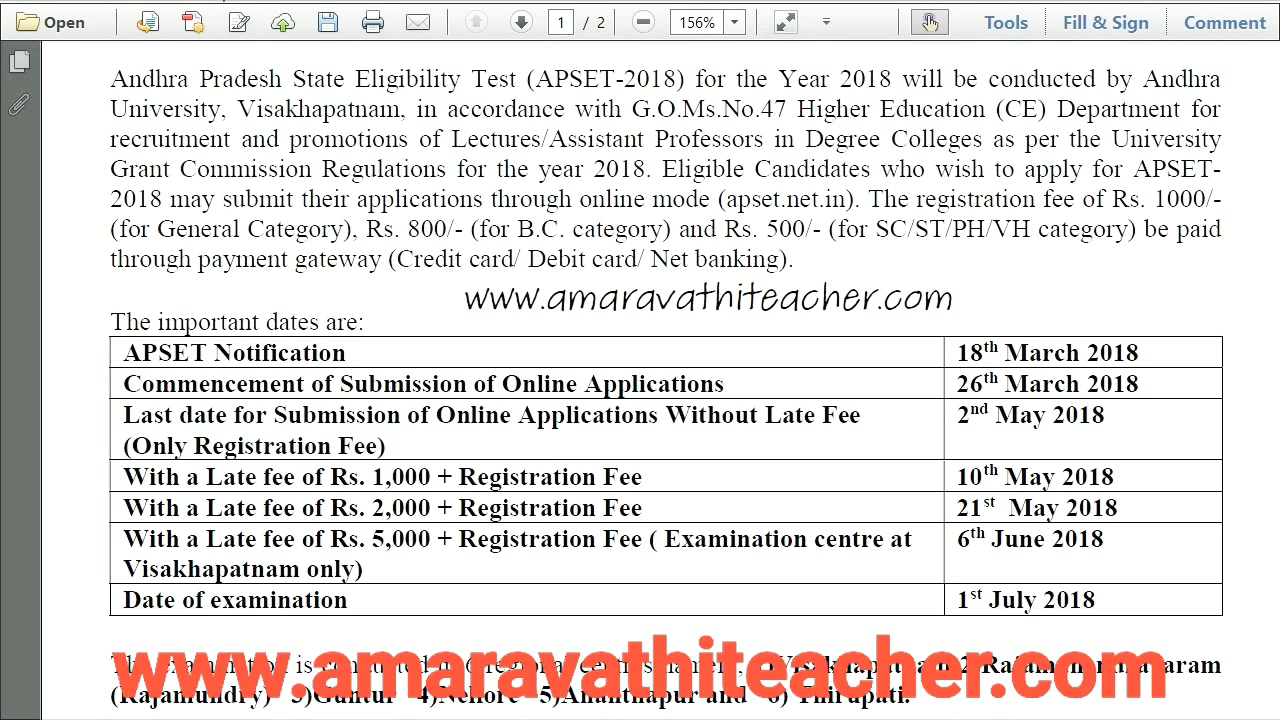 Open 1 / 2 156% Tools Fill & Sign Comment
Andhra Pradesh State Eligibility Test (APSET-2018) for the Year 2018 will be conducted by Andhra
University, Visakhapatnam, in accordance with G.O.Ms.No.47 Higher Education (CE) Department for
recruitment and promotions of Lectures/Assistant Professors in Degree Colleges as per the University
Grant Commission Regulations for the year 2018. Eligible Candidates who wish to apply for APSET-
2018 may submit their applications through online mode (apset.net.in). The registration fee of Rs. 1000/-
(for General Category), Rs. 800/- (for B.C. category) and Rs. 500/- (for SC/ST/PH/VH category) be paid
through payment gateway (Credit card/ Debit card/ Net banking).
www.amaravathiteacher.com
The important dates are:
APSET Notification 18th March 2018
Commencement of Submission of Online Applications 26th March 2018
Last date for Submission of Online Applications Without Late Fee 2nd May 2018
(Only Registration Fee)
With a Late fee of Rs. 1,000 + Registration Fee 10th May 2018
With a Late fee of Rs. 2,000 + Registration Fee 21st May 2018
With a Late fee of Rs. 5,000 + Registration Fee ( Examination centre at 6th June 2018
Visakhapatnam only)
Date of examination 1st July 2018
www.amaravathiteacher.com
(Rajamundry) 3)Guntur 4)Nellore 5)Ananthapur and 6) Thirupati.